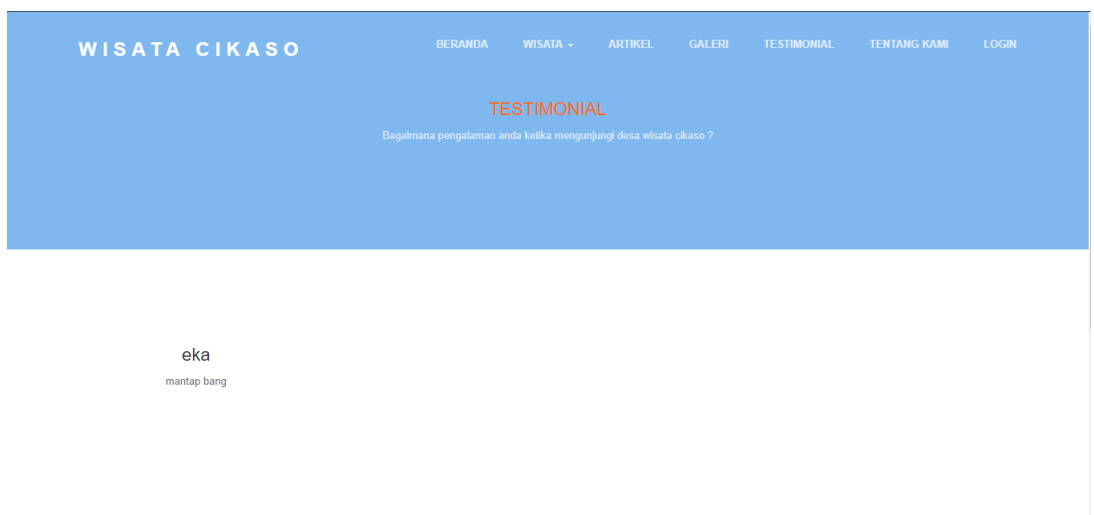 WISATA CIKASO BERANDA WISATA ARTIKEL GALERI TESTIMONIAL TENTANG KAMI LOGIN
TESTIMONIAL
Bagaimana pengalaman anda ketika mengunjungi desa wisata cikaso ?
eka
mantap bang